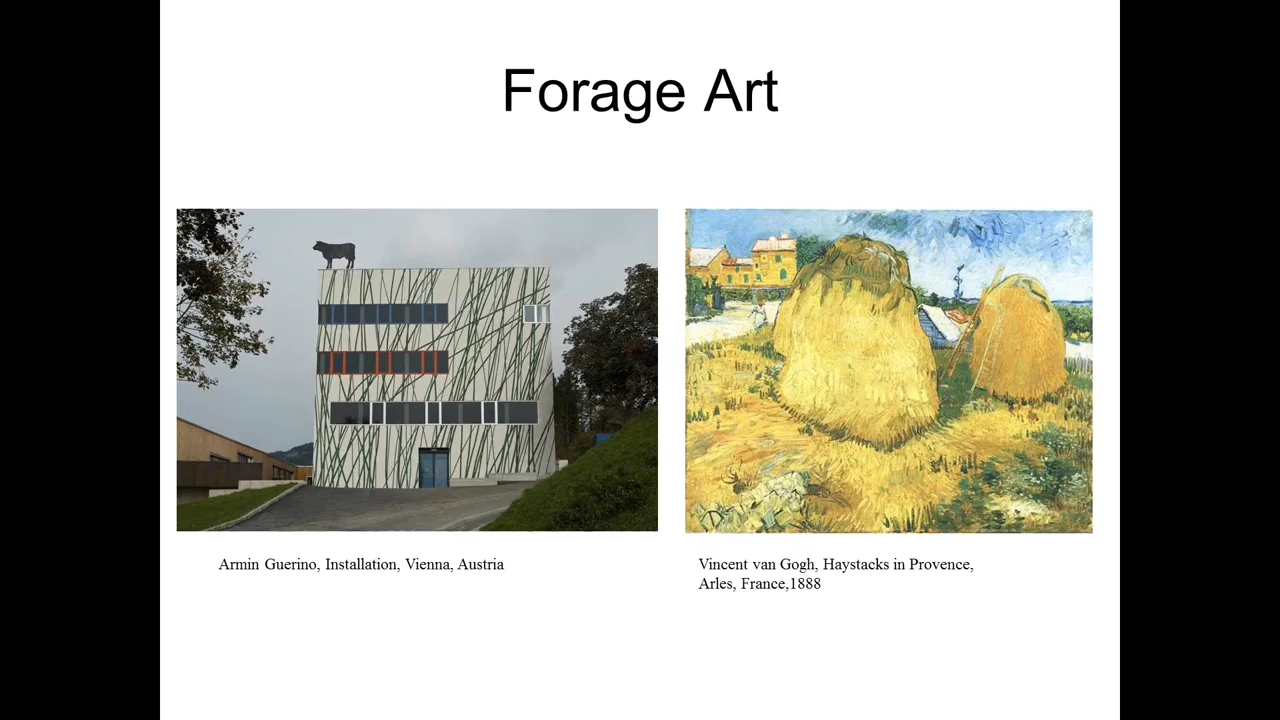 Forage Art
Armin Guerino, Installation, Vienna, Austria
Vincent van Gogh, Haystacks in Provence,
Arles, France,1888